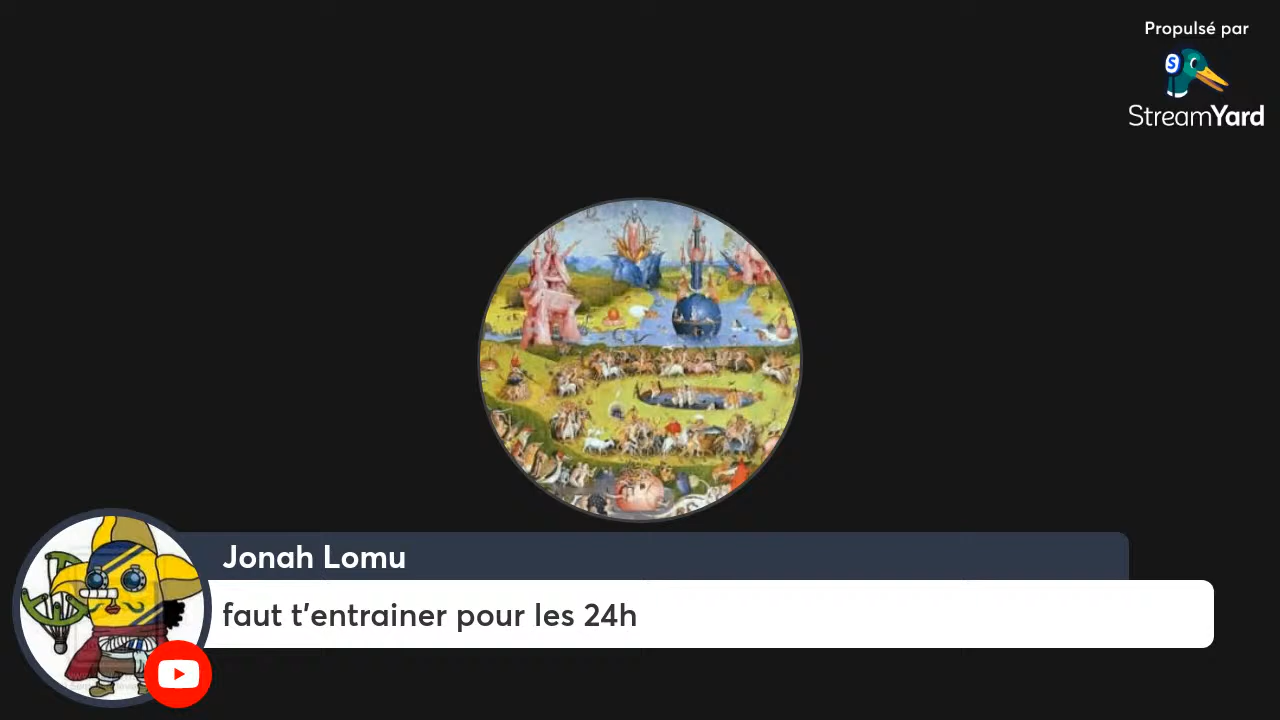 Propulsé par
StreamYard
Jonah Lomu
faut t'entrainer pour les 24h